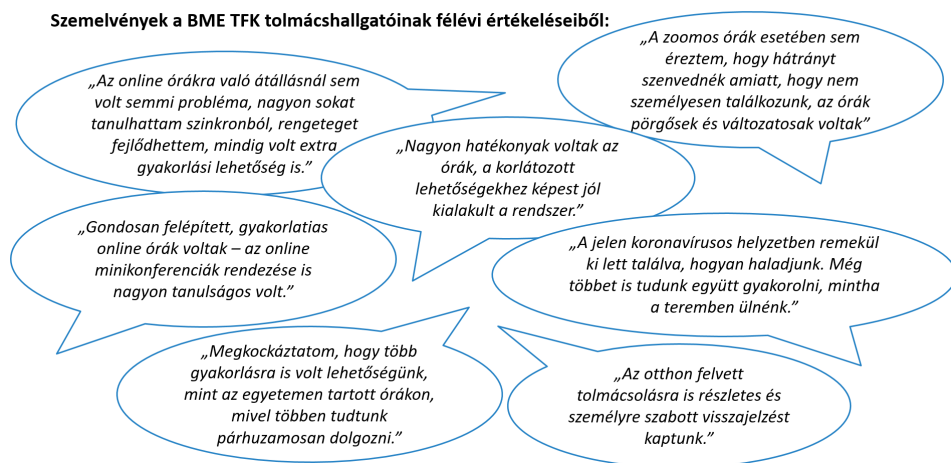 Szemelvények a BME TFK tolmácshallgatóinak félévi értékeléseiből:
„Az online órákra való átállásnál sem
volt semmi probléma, nagyon sokat
tanulhattam szinkronból, rengeteget
fejlődhettem, mindig volt extra
gyakorlási lehetőség is.”
„A zoomos órák esetében sem
éreztem, hogy hátrányt
szenvednék amiatt, hogy nem
személyesen találkozunk, az órák
pörgősek és változatosak voltak”
„Nagyon hatékonyak voltak az
órák, a korlátozott
lehetőségekhez képest jól
kialakult a rendszer.”
„Gondosan felépített, gyakorlatias
online órák voltak – az online
minikonferenciák rendezése is
nagyon tanulságos volt.”
„A jelen koronavírusos helyzetben remekül
ki lett találva, hogyan haladjunk. Még
többet is tudunk együtt gyakorolni, mintha
a teremben ülnénk.”
„Megkockáztatom, hogy több
gyakorlásra is volt lehetőségünk,
mint az egyetemen tartott órákon,
mivel többen tudtunk
párhuzamosan dolgozni.”
„Az otthon felvett
tolmácsolásra is részletes és
személyre szabott visszajelzést
kaptunk.”